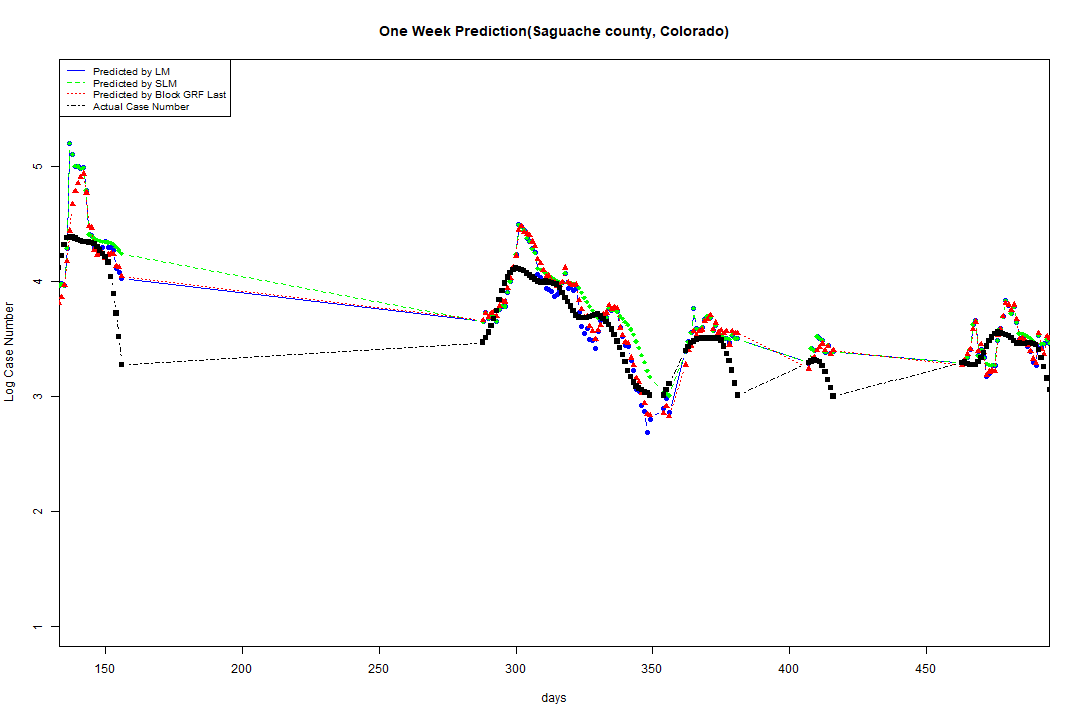 One Week Prediction(Saguache county, Colorado)
Predicted by LM
Predicted by SLM
Predicted by Block GRF Last
Actual Case Number
5
4
3
2
1
Log Case Number
150 200 250 300 350 400 450
days